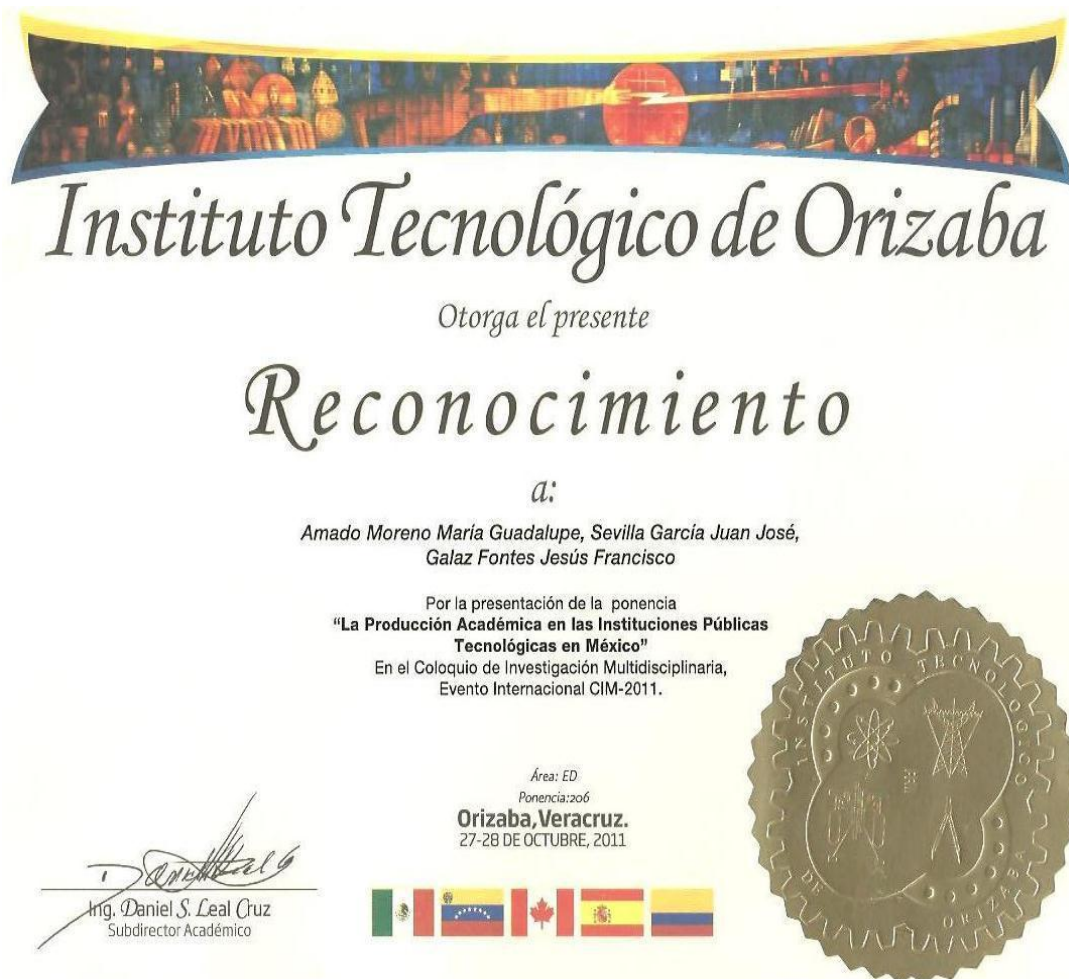 Instituto Tecnológico de Orizaba
Otorga el presente
Reconocimiento
a:
Amado Moreno María Guadalupe, Sevilla García Juan José,
Galaz Fontes Jesús Francisco
Por la presentación de la ponencia
"La Producción Académica en las Instituciones Públicas
Tecnológicas en México"
En el Coloquio de Investigación Multidisciplinaria,
Evento Internacional CIM-2011.
Área: ED
Ponencia:206
Orizaba, Veracruz.
27-28 DE OCTUBRE, 2011
Ing. Daniel S. Leal Cruz
Subdirector Académico
INSTITUTO TECNOLOGICO
DE ORIZABA